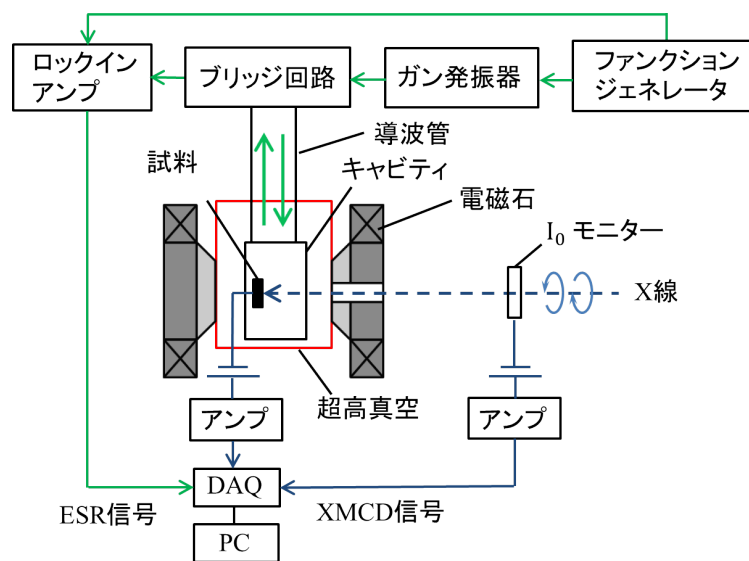 ロックイン
アンプ
ブリッジ回路
ガン発振器
ファンクション
ジェネレータ
導波管
試料
キャビティ
電磁石
I₀ モニター
X線
超高真空
アンプ
アンプ
DAQ
ESR信号
XMCD信号
PC